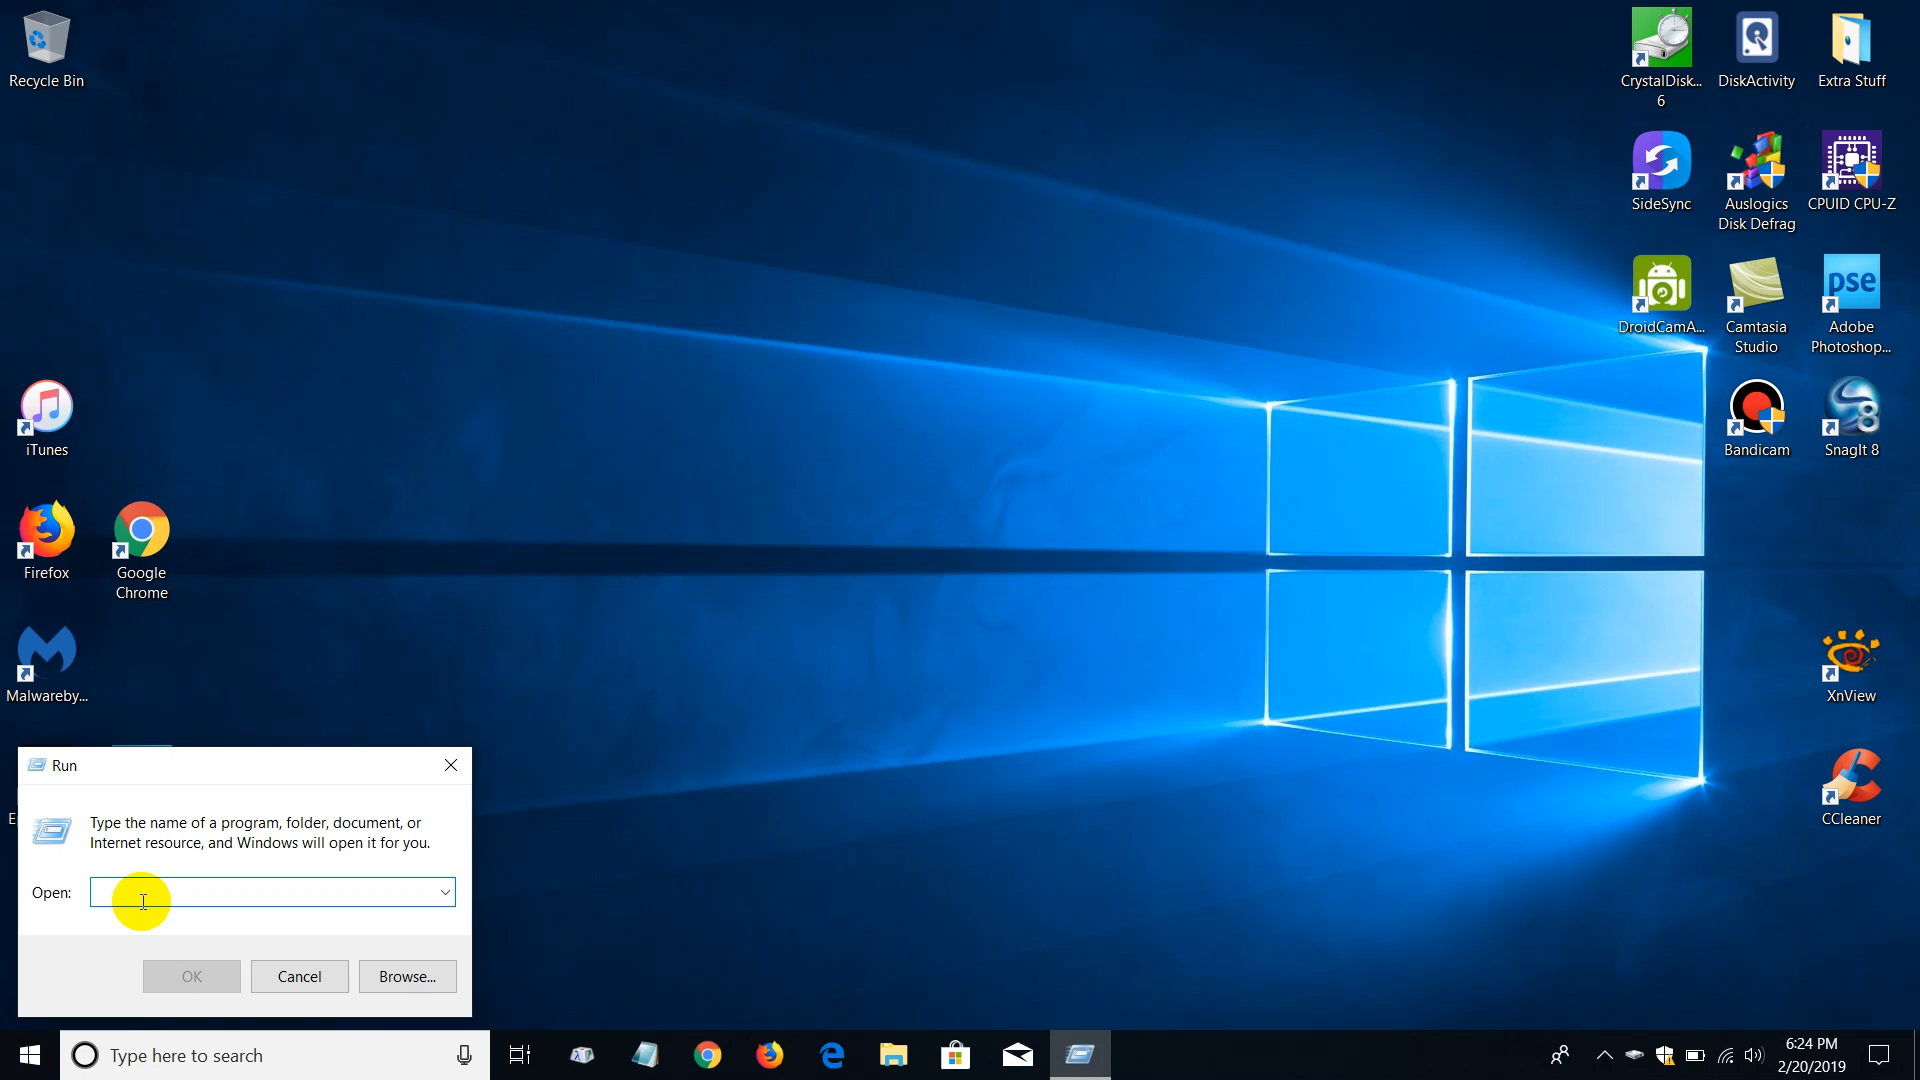 Recycle Bin
CrystalDisk...
6
DiskActivity
Extra Stuff
SideSync
Auslogics
Disk Defrag
CPUID CPU-Z
DroidCamA...
Camtasia
Studio
pse
Adobe
Photoshop...
iTunes
Bandicam
8
SnagIt 8
Firefox
Google
Chrome
Malwareby...
XnView
CCleaner
Run
Type the name of a program, folder, document, or
Internet resource, and Windows will open it for you.
Open:
OK
Cancel
Browse...
Type here to search
6:24 PM
2/20/2019